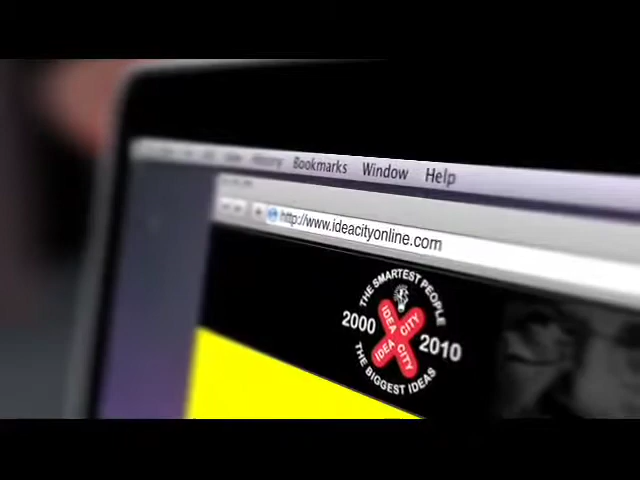 History Bookmarks Window Help
http://www.ideacityonline.com
THE SMARTEST PEOPLE
IDEA CITY
IDEA CITY
2000 2010
THE BIGGEST IDEAS